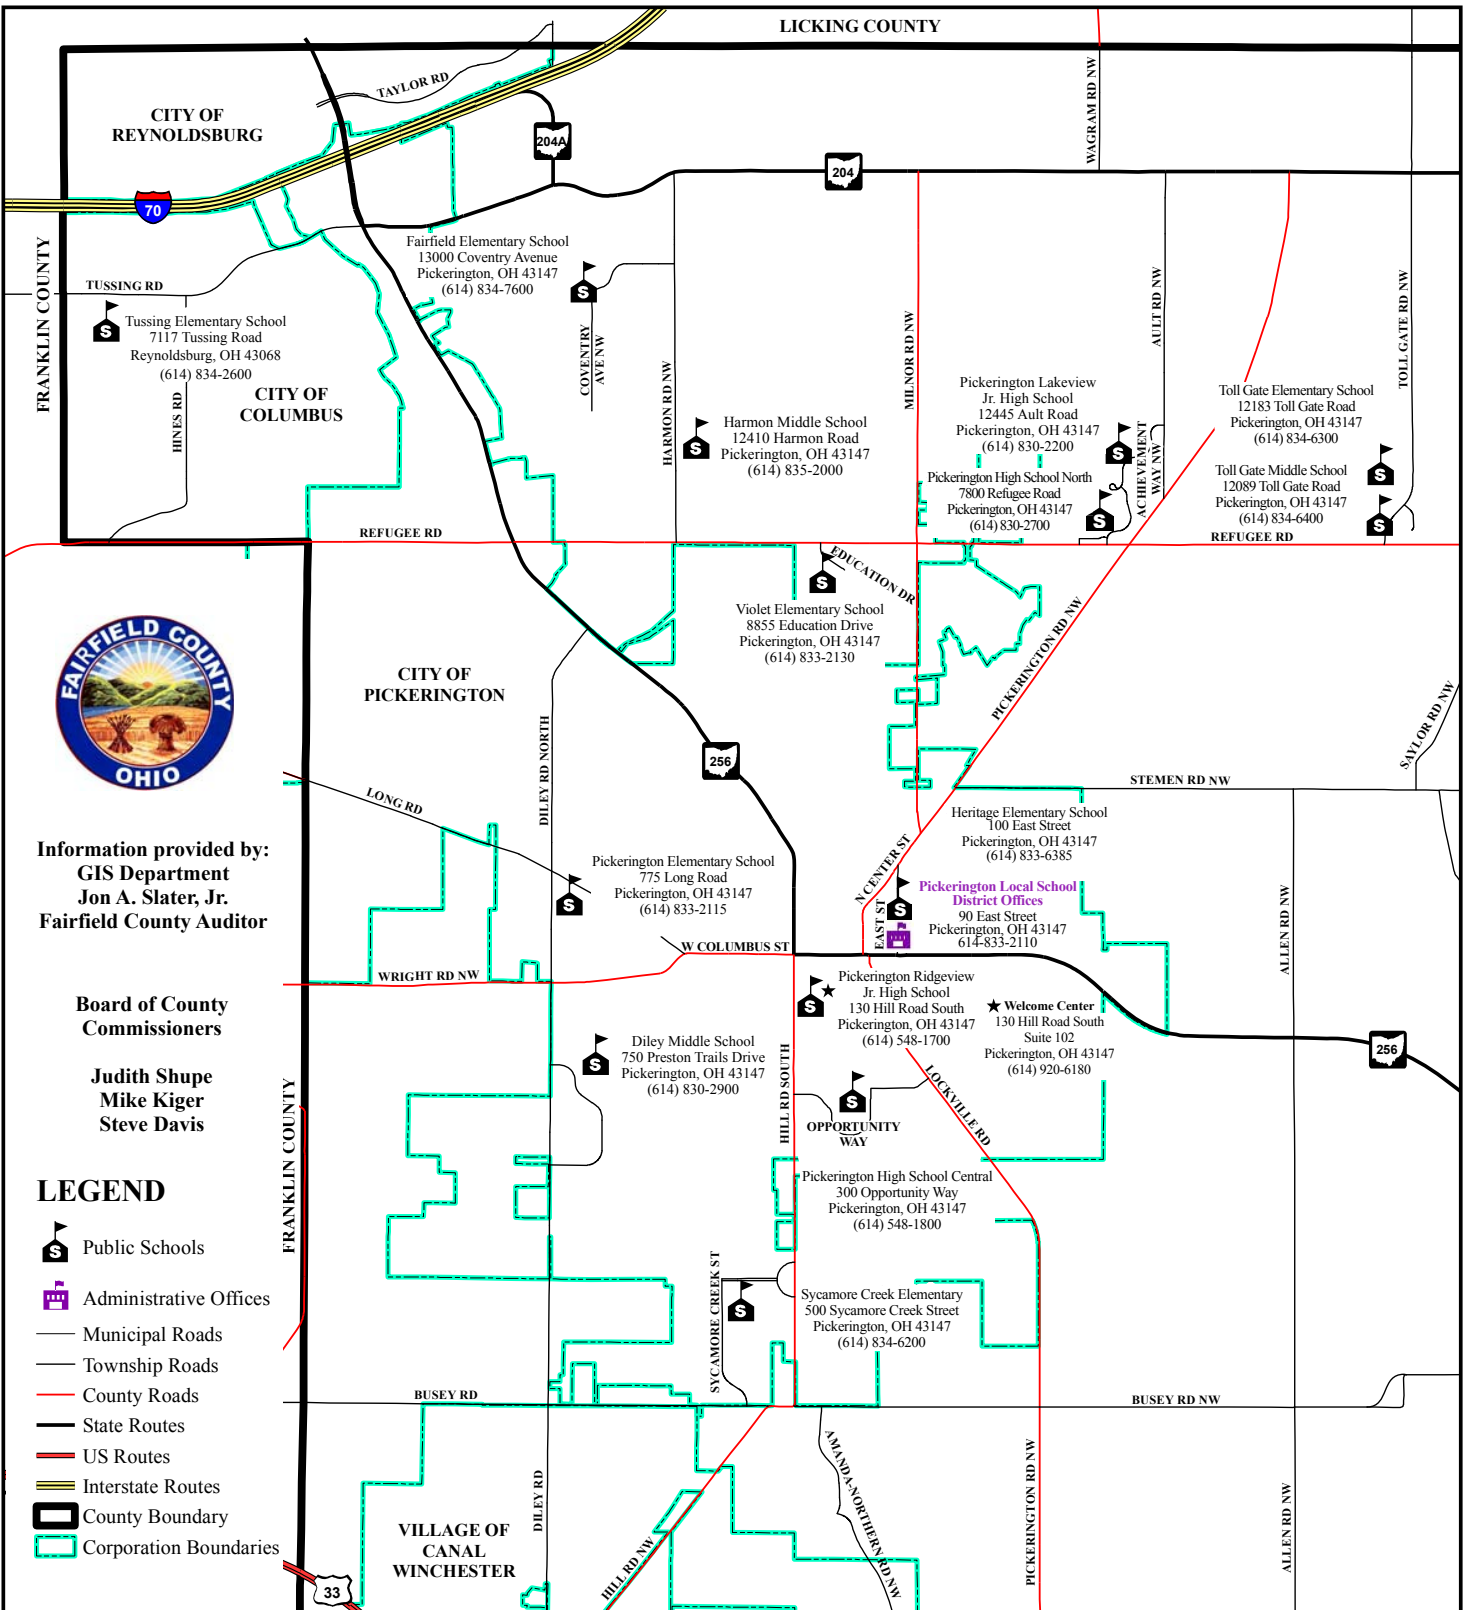 LICKING COUNTY
TAYLOR RD
CITY OF
REYNOLDSBURG
204A
204
WAGRAM RD NW
70
FRANKLIN COUNTY
TUSSING RD
Fairfield Elementary School
13000 Coventry Avenue
Pickerington, OH 43147
(614) 834-7600
Tussing Elementary School
7117 Tussing Road
Reynoldsburg, OH 43068
(614) 834-2600
CITY OF
COLUMBUS
HINES RD
COVENTRY
AVE NW
HARMON RD NW
MILNOR RD NW
AULT RD NW
TOLL GATE RD NW
S
S
Harmon Middle School
12410 Harmon Road
Pickerington, OH 43147
(614) 835-2000
S
Pickerington Lakeview
Jr. High School
12445 Ault Road
Pickerington, OH 43147
(614) 830-2200
S
Pickerington High School North
7800 Refugee Road
Pickerington, OH 43147
(614) 830-2700
S
ACHIEVEMENT
WAY NW
Toll Gate Elementary School
12183 Toll Gate Road
Pickerington, OH 43147
(614) 834-6300
S
Toll Gate Middle School
12089 Toll Gate Road
Pickerington, OH 43147
(614) 834-6400
S
REFUGEE RD
REFUGEE RD
EDUCATION DR
S
Violet Elementary School
8855 Education Drive
Pickerington, OH 43147
(614) 833-2130
FAIRFIELD COUNTY
OHIO
CITY OF
PICKERINGTON
PICKERINGTON RD NW
SAYLOR RD NW
DILEY RD NORTH
256
STEMEN RD NW
LONG RD
Information provided by:
GIS Department
Jon A. Slater, Jr.
Fairfield County Auditor
Heritage Elementary School
100 East Street
Pickerington, OH 43147
(614) 833-6385
N CENTER ST
Pickerington Elementary School
775 Long Road
Pickerington, OH 43147
(614) 833-2115
S
S
Pickerington Local School
District Offices
90 East Street
Pickerington, OH 43147
614-833-2110
EAST ST
ALLEN RD NW
W COLUMBUS ST
WRIGHT RD NW
Board of County
Commissioners
Judith Shupe
Mike Kiger
Steve Davis
Pickerington Ridgeview
Jr. High School
130 Hill Road South
Pickerington, OH 43147
(614) 548-1700
S
Welcome Center
130 Hill Road South
Suite 102
Pickerington, OH 43147
(614) 920-6180
256
Diley Middle School
750 Preston Trails Drive
Pickerington, OH 43147
(614) 830-2900
S
HILL RD SOUTH
S
LOCKVILLE RD
OPPORTUNITY
WAY
FRANKLIN COUNTY
Pickerington High School Central
300 Opportunity Way
Pickerington, OH 43147
(614) 548-1800
SYCAMORE CREEK ST
S
Sycamore Creek Elementary
500 Sycamore Creek Street
Pickerington, OH 43147
(614) 834-6200
LEGEND
S
Public Schools
Administrative Offices
Municipal Roads
Township Roads
County Roads
State Routes
US Routes
Interstate Routes
County Boundary
Corporation Boundaries
BUSEY RD
BUSEY RD NW
DILEY RD
VILLAGE OF
CANAL
WINCHESTER
33
HILL RD NW
AMANDA-NORTHERN RD NW
PICKERINGTON RD NW
ALLEN RD NW